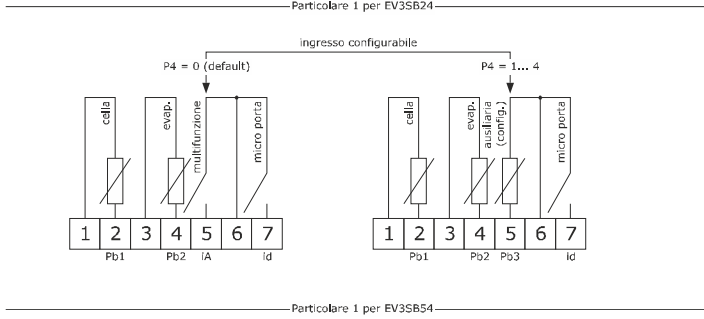 Particolare 1 per EV3SB24
ingresso configurabile
P4 = 0 (default)
P4 = 1... 4
cella
evap.
multifunzione
micro porta
1 2 3 4 5 6 7
Pb1 Pb2 iA id
cella
evap.
ausiliaria
(config.)
micro porta
1 2 3 4 5 6 7
Pb1 Pb2 Pb3 id
Particolare 1 per EV3SB54